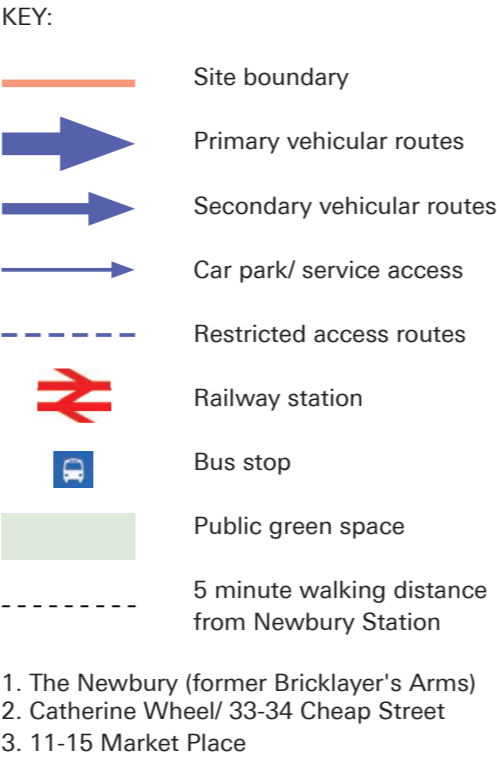 KEY:
Site boundary
Primary vehicular routes
Secondary vehicular routes
Car park/ service access
Restricted access routes
Railway station
Bus stop
Public green space
5 minute walking distance
from Newbury Station
1. The Newbury (former Bricklayer's Arms)
2. Catherine Wheel/ 33-34 Cheap Street
3. 11-15 Market Place